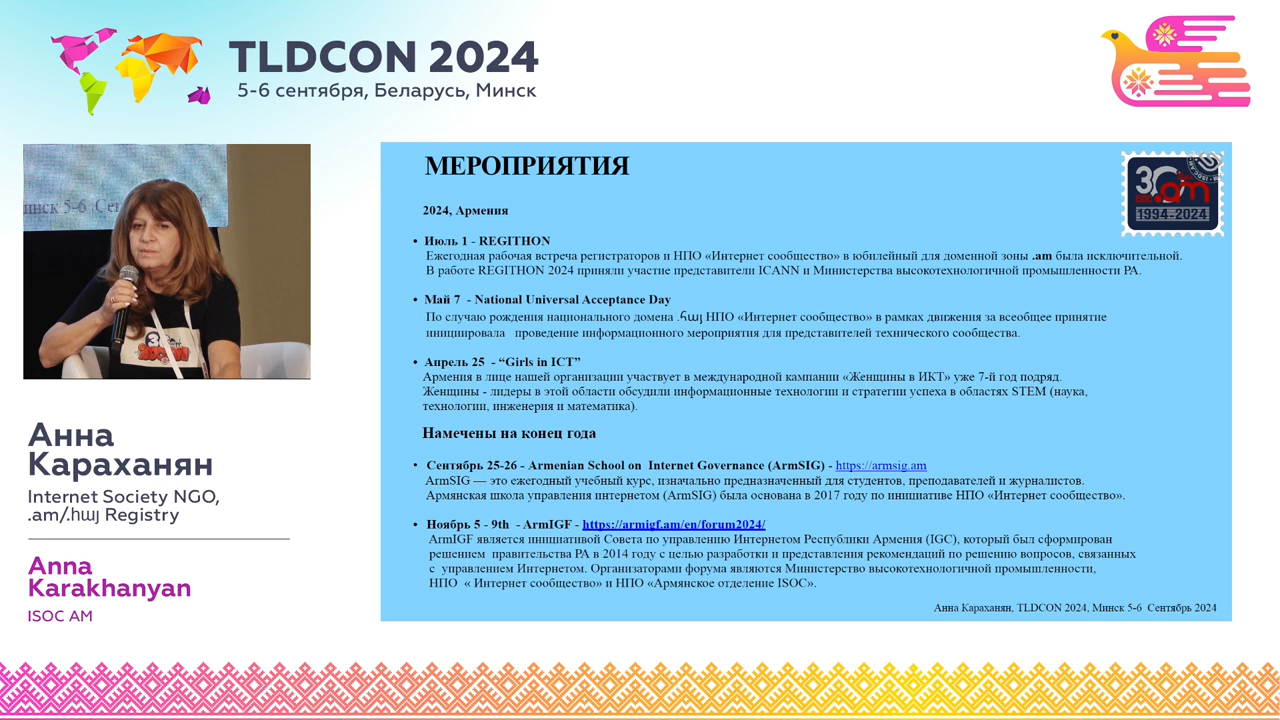 TLDCON 2024
5-6 сентября, Беларусь, Минск
инск 5-6 Сен
Анна
Караханян
Internet Society NGO,
.am/.հայ Registry
Anna
Karakhanyan
ISOC AM
МЕРОПРИЯТИЯ
30
.am
1994-2024
2024, Армения
• Июль 1 - REGITHON
Ежегодная рабочая встреча регистраторов и НПО «Интернет сообщество» в юбилейный для доменной зоны .am была исключительной.
В работе REGITHON 2024 приняли участие представители ICANN и Министерства высокотехнологичной промышленности РА.
• Май 7 - National Universal Acceptance Day
По случаю рождения национального домена .հայ НПО «Интернет сообщество» в рамках движения за всеобщее принятие
инициировала проведение информационного мероприятия для представителей технического сообщества.
• Апрель 25 - “Girls in ICT”
Армения в лице нашей организации участвует в международной кампании «Женщины в ИКТ» уже 7-й год подряд.
Женщины - лидеры в этой области обсудили информационные технологии и стратегии успеха в областях STEM (наука,
технологии, инженерия и математика).
Намечены на конец года
• Сентябрь 25-26 - Armenian School on Internet Governance (ArmSIG) - https://armsig.am
ArmSIG — это ежегодный учебный курс, изначально предназначенный для студентов, преподавателей и журналистов.
Армянская школа управления интернетом (ArmSIG) была основана в 2017 году по инициативе НПО «Интернет сообщество».
• Ноябрь 5 - 9th - ArmIGF - https://armigf.am/en/forum2024/
ArmIGF является инициативой Совета по управлению Интернетом Республики Армения (IGC), который был сформирован
решением правительства РА в 2014 году с целью разработки и представления рекомендаций по решению вопросов, связанных
с управлением Интернетом. Организаторами форума являются Министерство высокотехнологичной промышленности,
НПО « Интернет сообщество» и НПО «Армянское отделение ISOC».
Анна Караханян, TLDCON 2024, Минск 5-6 Сентябрь 2024